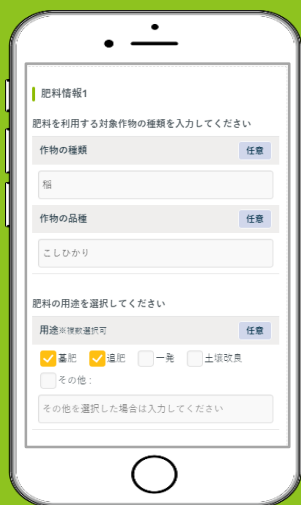 肥料情報1
肥料を利用する対象作物の種類を入力してください
作物の種類 任意
稲
作物の品種 任意
こしひかり
肥料の用途を選択してください
用途※複数選択可 任意
基肥 追肥 一発 土壌改良
その他：
その他を選択した場合は入力してください